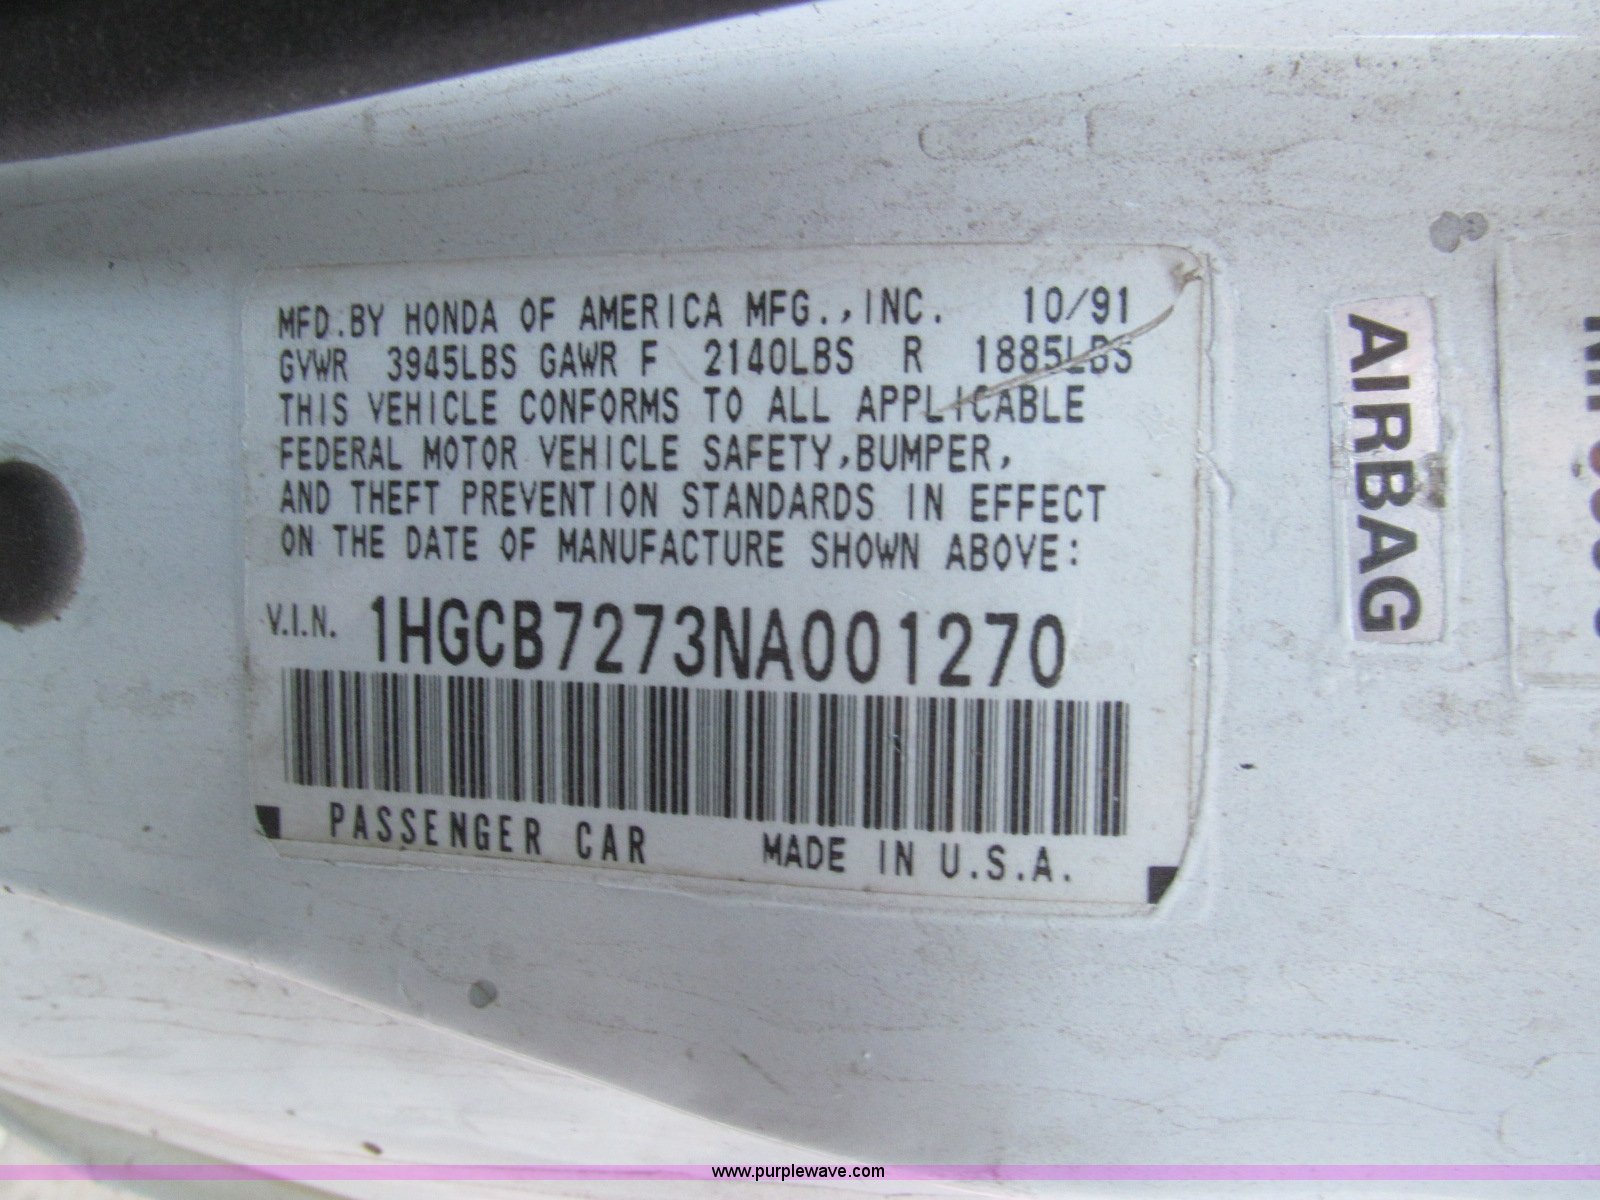 MFD.BY HONDA OF AMERICA MFG.,INC. 10/91
GVWR 3945LBS GAWR F 2140LBS R 1885LBS
THIS VEHICLE CONFORMS TO ALL APPLICABLE
FEDERAL MOTOR VEHICLE SAFETY,BUMPER,
AND THEFT PREVENTION STANDARDS IN EFFECT
ON THE DATE OF MANUFACTURE SHOWN ABOVE:
V.I.N. 1HGCB7273NA001270
PASSENGER CAR MADE IN U.S.A.
AIRBAG
www.purplewave.com